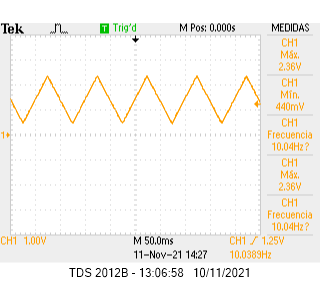 Tek Trig'd M Pos: 0.000s MEDIDAS
CH1
Máx.
2.36V
CH1
Mín.
440mV
CH1
Frecuencia
10.04Hz?
CH1
Máx.
2.36V
CH1
Frecuencia
10.04Hz?
1
CH1 1.00V M 50.0ms CH1 1.25V
11-Nov-21 14:27 10.0389Hz
TDS 2012B - 13:06:58 10/11/2021